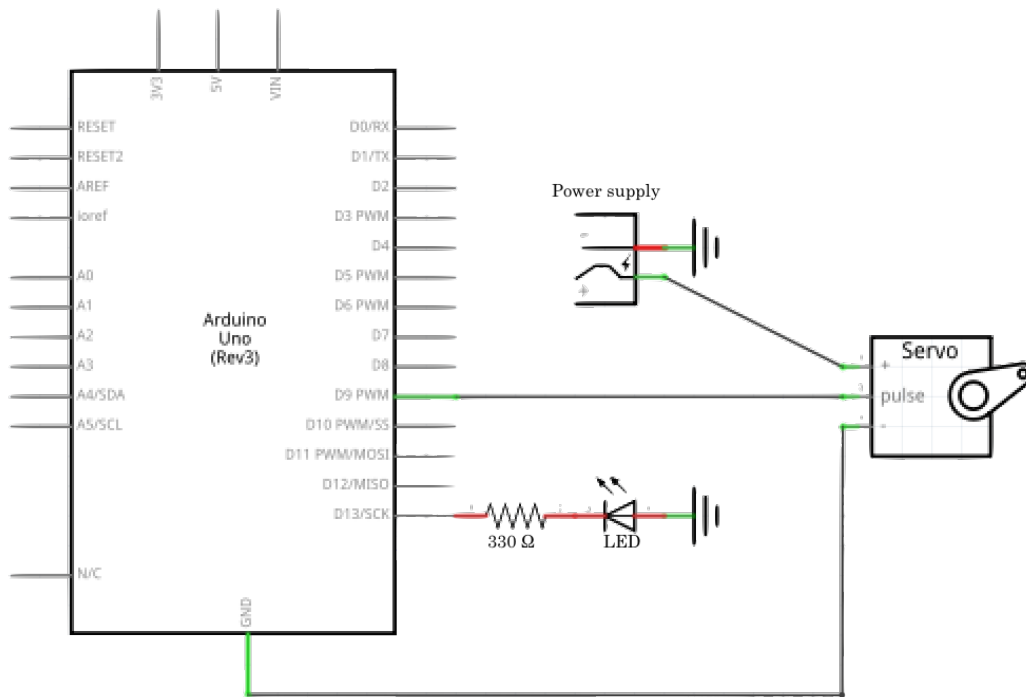 3V3
5V
VIN
RESET
RESET2
AREF
ioref
A0
A1
A2
A3
A4/SDA
A5/SCL
N/C
Arduino
Uno
(Rev3)
D0/RX
D1/TX
D2
D3 PWM
D4
D5 PWM
D6 PWM
D7
D8
D9 PWM
D10 PWM/SS
D11 PWM/MOSI
D12/MISO
D13/SCK
GND
Power supply
-
+
330 Ω
LED
Servo
+
pulse
-